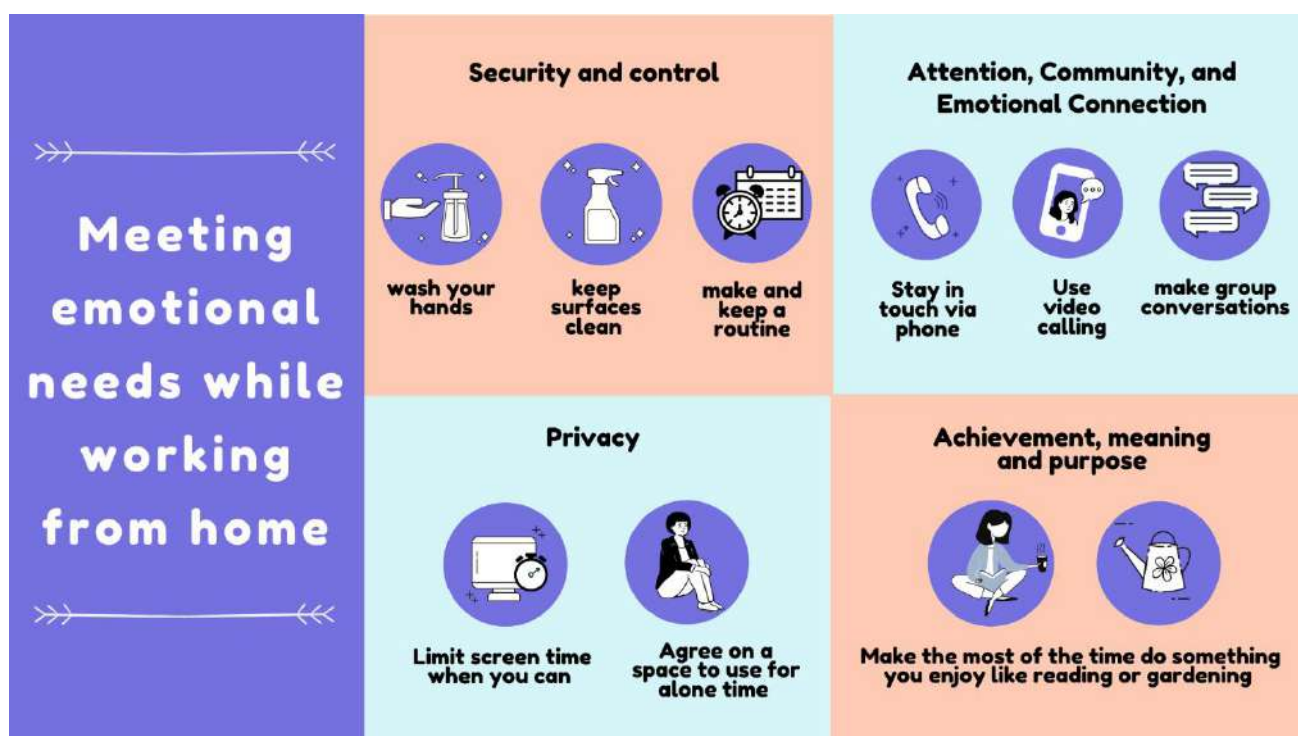 Meeting
emotional
needs while
working
from home
Security and control
wash your
hands
keep
surfaces
clean
make and
keep a
routine
Attention, Community, and
Emotional Connection
Stay in
touch via
phone
Use
video
calling
make group
conversations
Privacy
Limit screen time
when you can
Agree on a
space to use for
alone time
Achievement, meaning
and purpose
Make the most of the time do something
you enjoy like reading or gardening